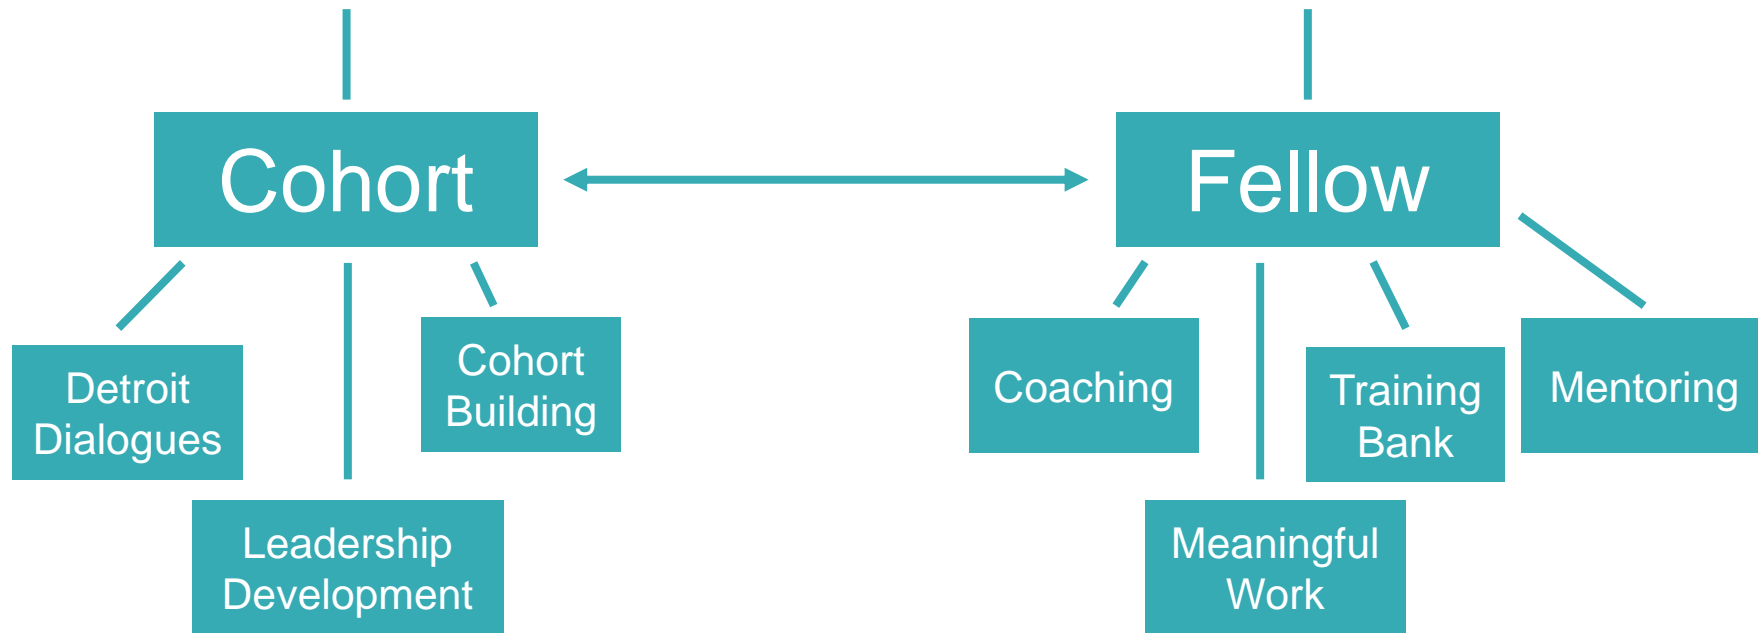 Cohort
Fellow
Detroit
Dialogues
Leadership
Development
Cohort
Building
Coaching
Meaningful
Work
Training
Bank
Mentoring